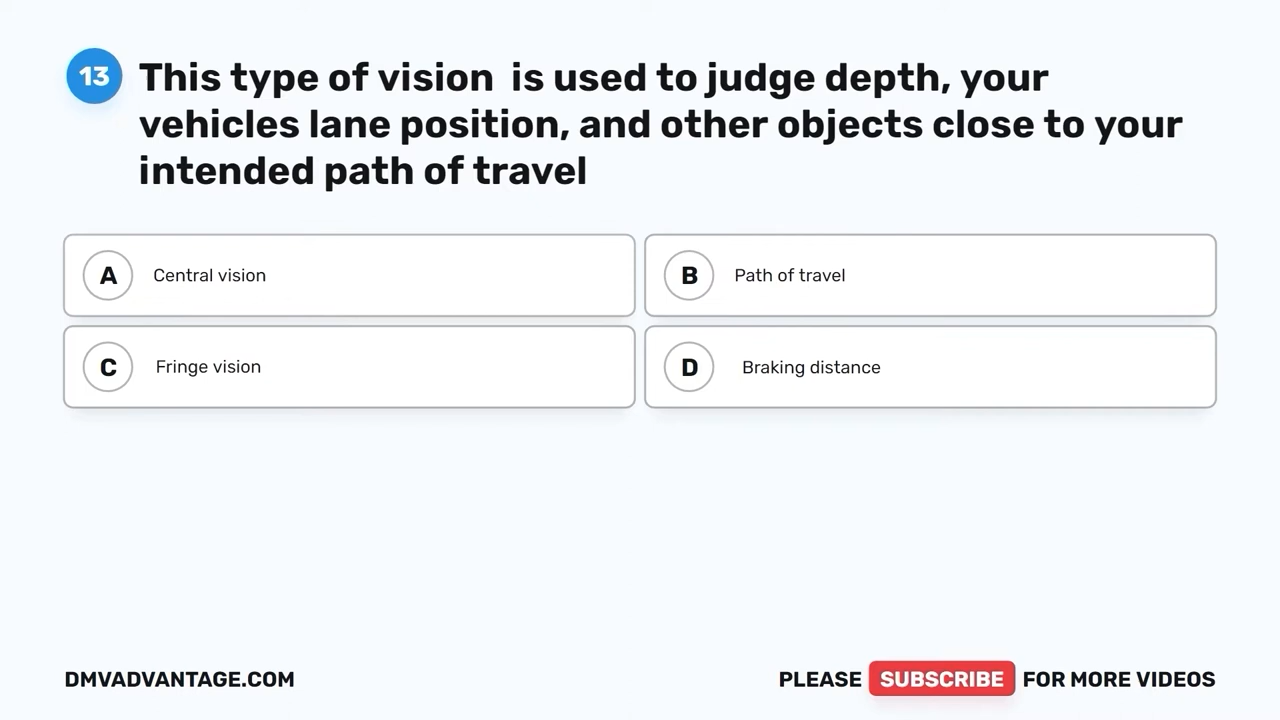 13
This type of vision is used to judge depth, your
vehicles lane position, and other objects close to your
intended path of travel
A Central vision
B Path of travel
C Fringe vision
D Braking distance
DMVADVANTAGE.COM
PLEASE SUBSCRIBE FOR MORE VIDEOS